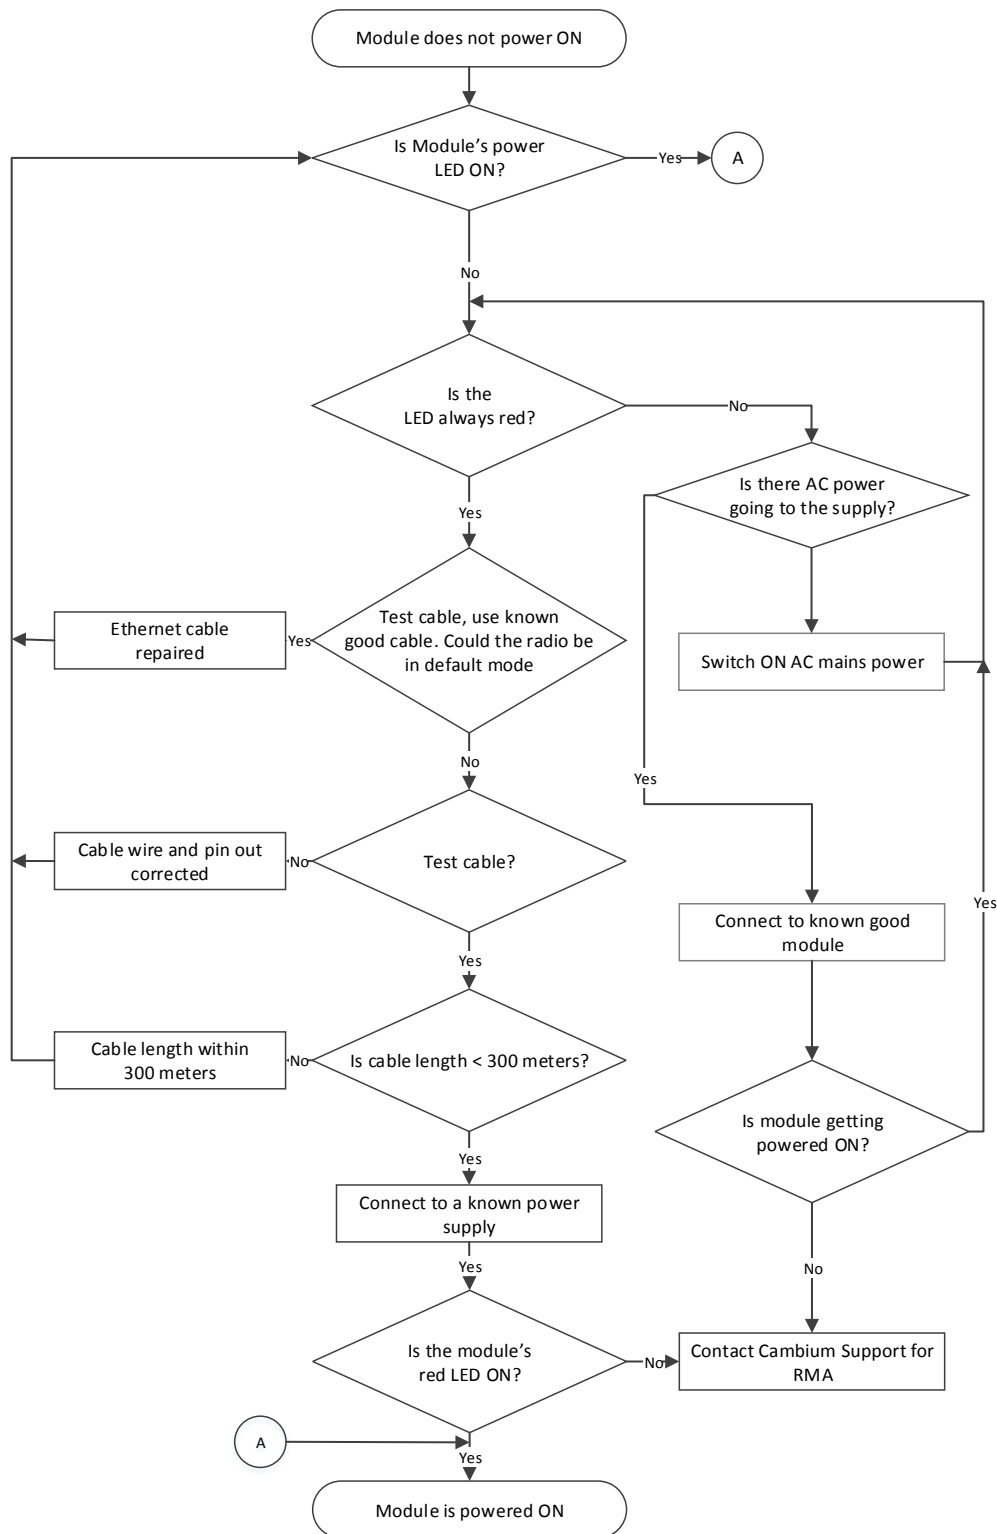 Module does not power ON
Is Module's power
LED ON?
Yes
A
No
Is the
LED always red?
No
Is there AC power
going to the supply?
Yes
Test cable, use known
good cable. Could the radio be
in default mode
Yes
Ethernet cable
repaired
Switch ON AC mains power
No
Yes
Test cable?
No
Cable wire and pin out
corrected
Yes
Connect to known good
module
Yes
Is cable length < 300 meters?
No
Cable length within
300 meters
Is module getting
powered ON?
Yes
Connect to a known power
supply
Yes
No
Is the module's
red LED ON?
No
Contact Cambium Support for
RMA
A
Yes
Module is powered ON